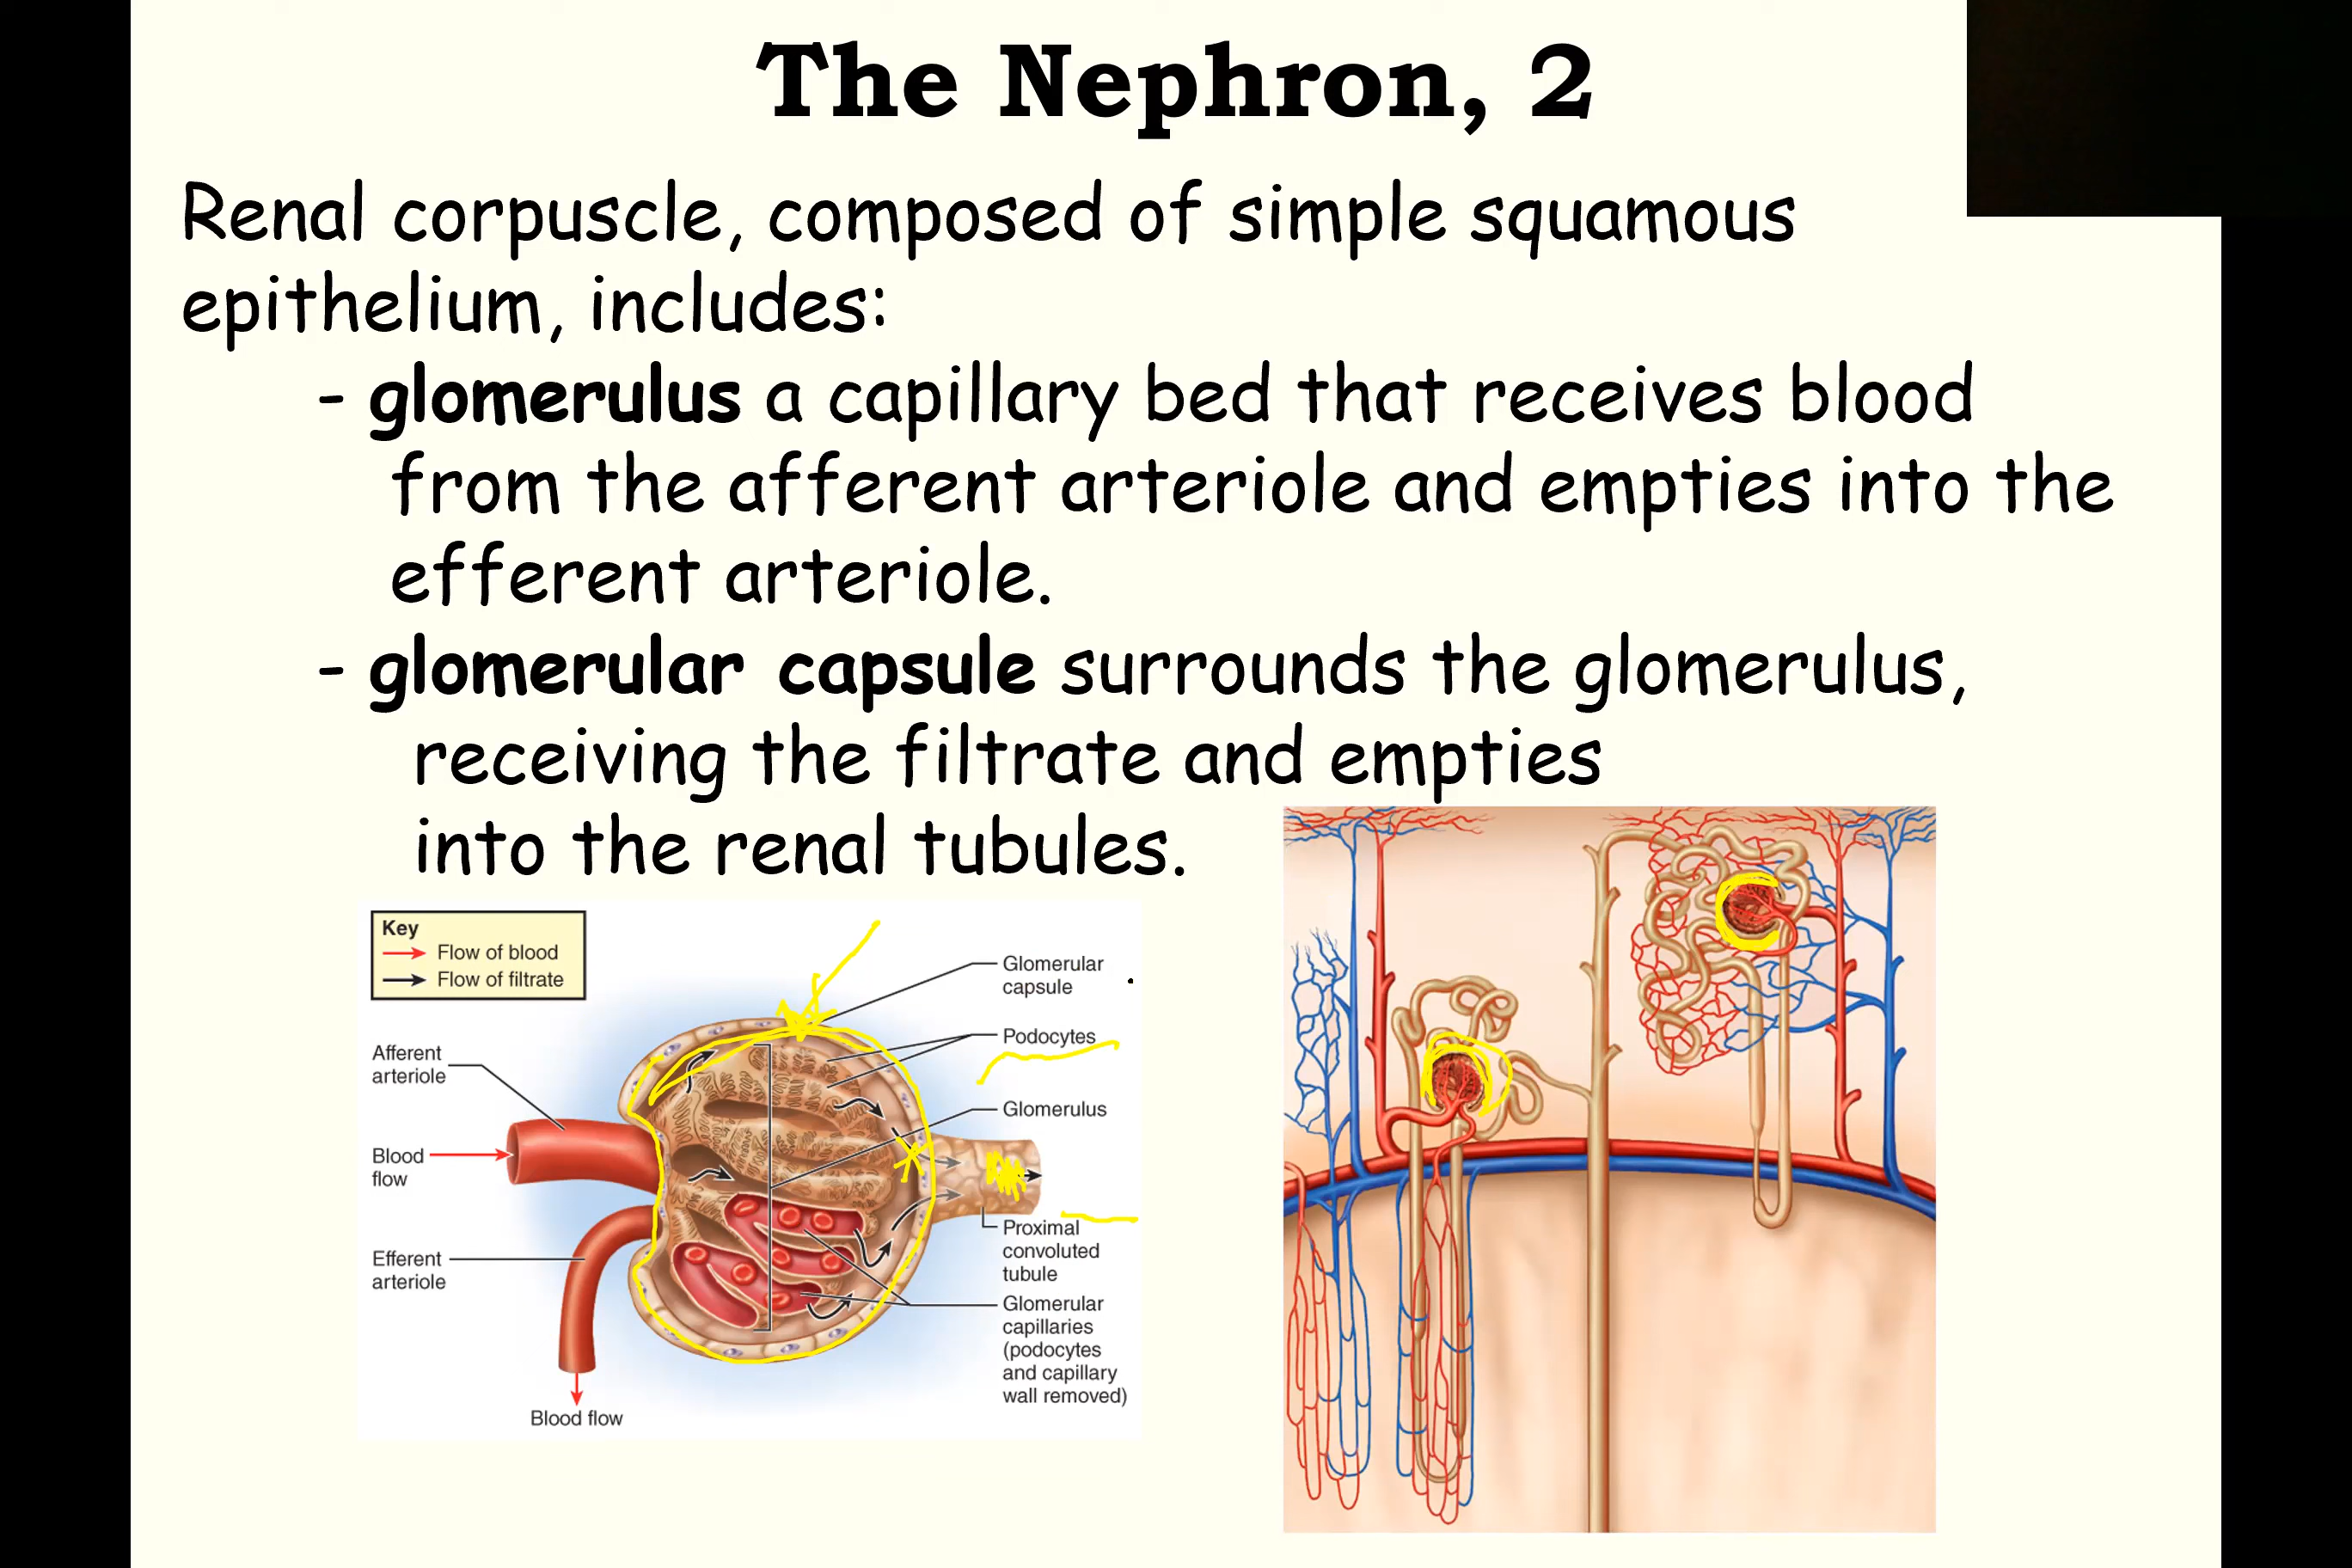 The Nephron, 2
Renal corpuscle, composed of simple squamous
epithelium, includes:
- glomerulus a capillary bed that receives blood
from the afferent arteriole and empties into the
efferent arteriole.
- glomerular capsule surrounds the glomerulus,
receiving the filtrate and empties
into the renal tubules.
Key
Flow of blood
Flow of filtrate
Afferent
arteriole
Blood
flow
Efferent
arteriole
Blood flow
Glomerular
capsule
Podocytes
Glomerulus
Proximal
convoluted
tubule
Glomerular
capillaries
(podocytes
and capillary
wall removed)